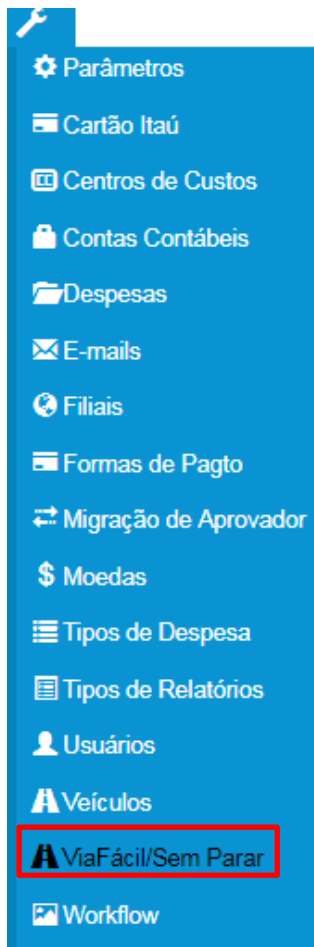 Parâmetros
Cartão Itaú
Centros de Custos
Contas Contábeis
Despesas
E-mails
Filiais
Formas de Pagto
Migração de Aprovador
$ Moedas
Tipos de Despesa
Tipos de Relatórios
Usuários
Veículos
ViaFácil/Sem Parar
Workflow